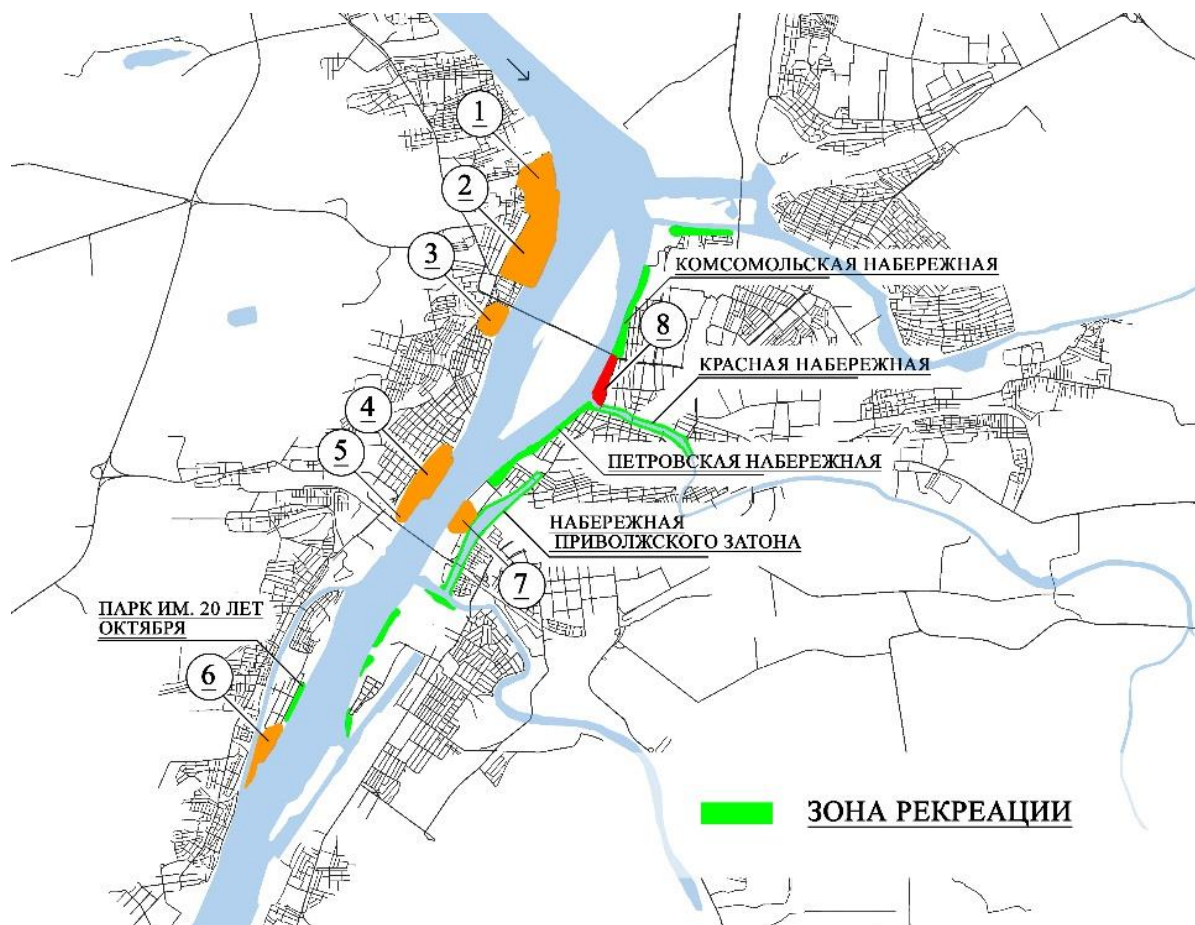 1
2
3
КОМСОМОЛЬСКАЯ НАБЕРЕЖНАЯ
8
КРАСНАЯ НАБЕРЕЖНАЯ
4
ПЕТРОВСКАЯ НАБЕРЕЖНАЯ
5
НАБЕРЕЖНАЯ
ПРИВОЛЖСКОГО ЗАТОНА
7
ПАРК ИМ. 20 ЛЕТ
ОКТЯБРЯ
6
ЗОНА РЕКРЕАЦИИ